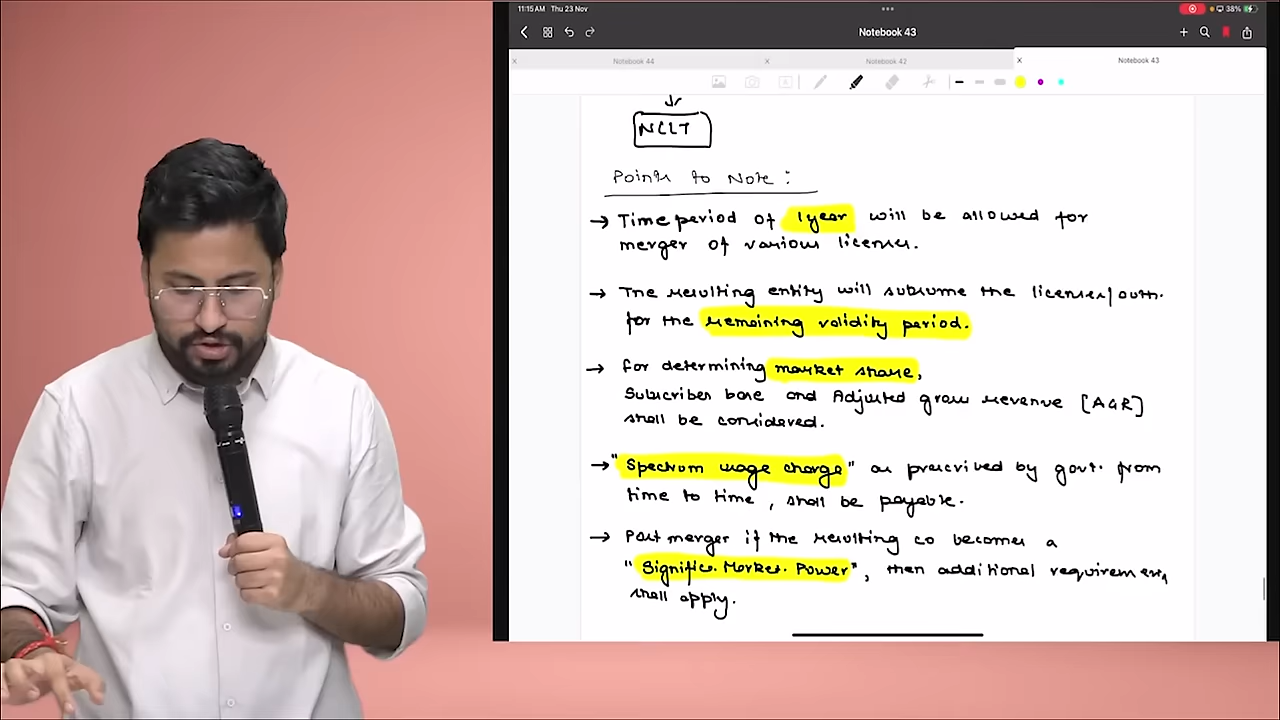 11:15 AM Thu 23 Nov
38%
Notebook 43
Notebook 44
Notebook 42
Notebook 43
NCLT
Points to Note:
→ Time period of 1 year will be allowed for
merger of various licenses.
→ The resulting entity will subsume the licenses/auth.
for the remaining validity period.
→ for determining market share,
Subscriber base and Adjusted gross revenue [AGR]
shall be considered.
→ "Spectrum usage charge" as prescribed by govt. from
time to time, shall be payable.
→ Post merger if the resulting co becomes a
"Signific. Market. Power", then additional requirements
shall apply.